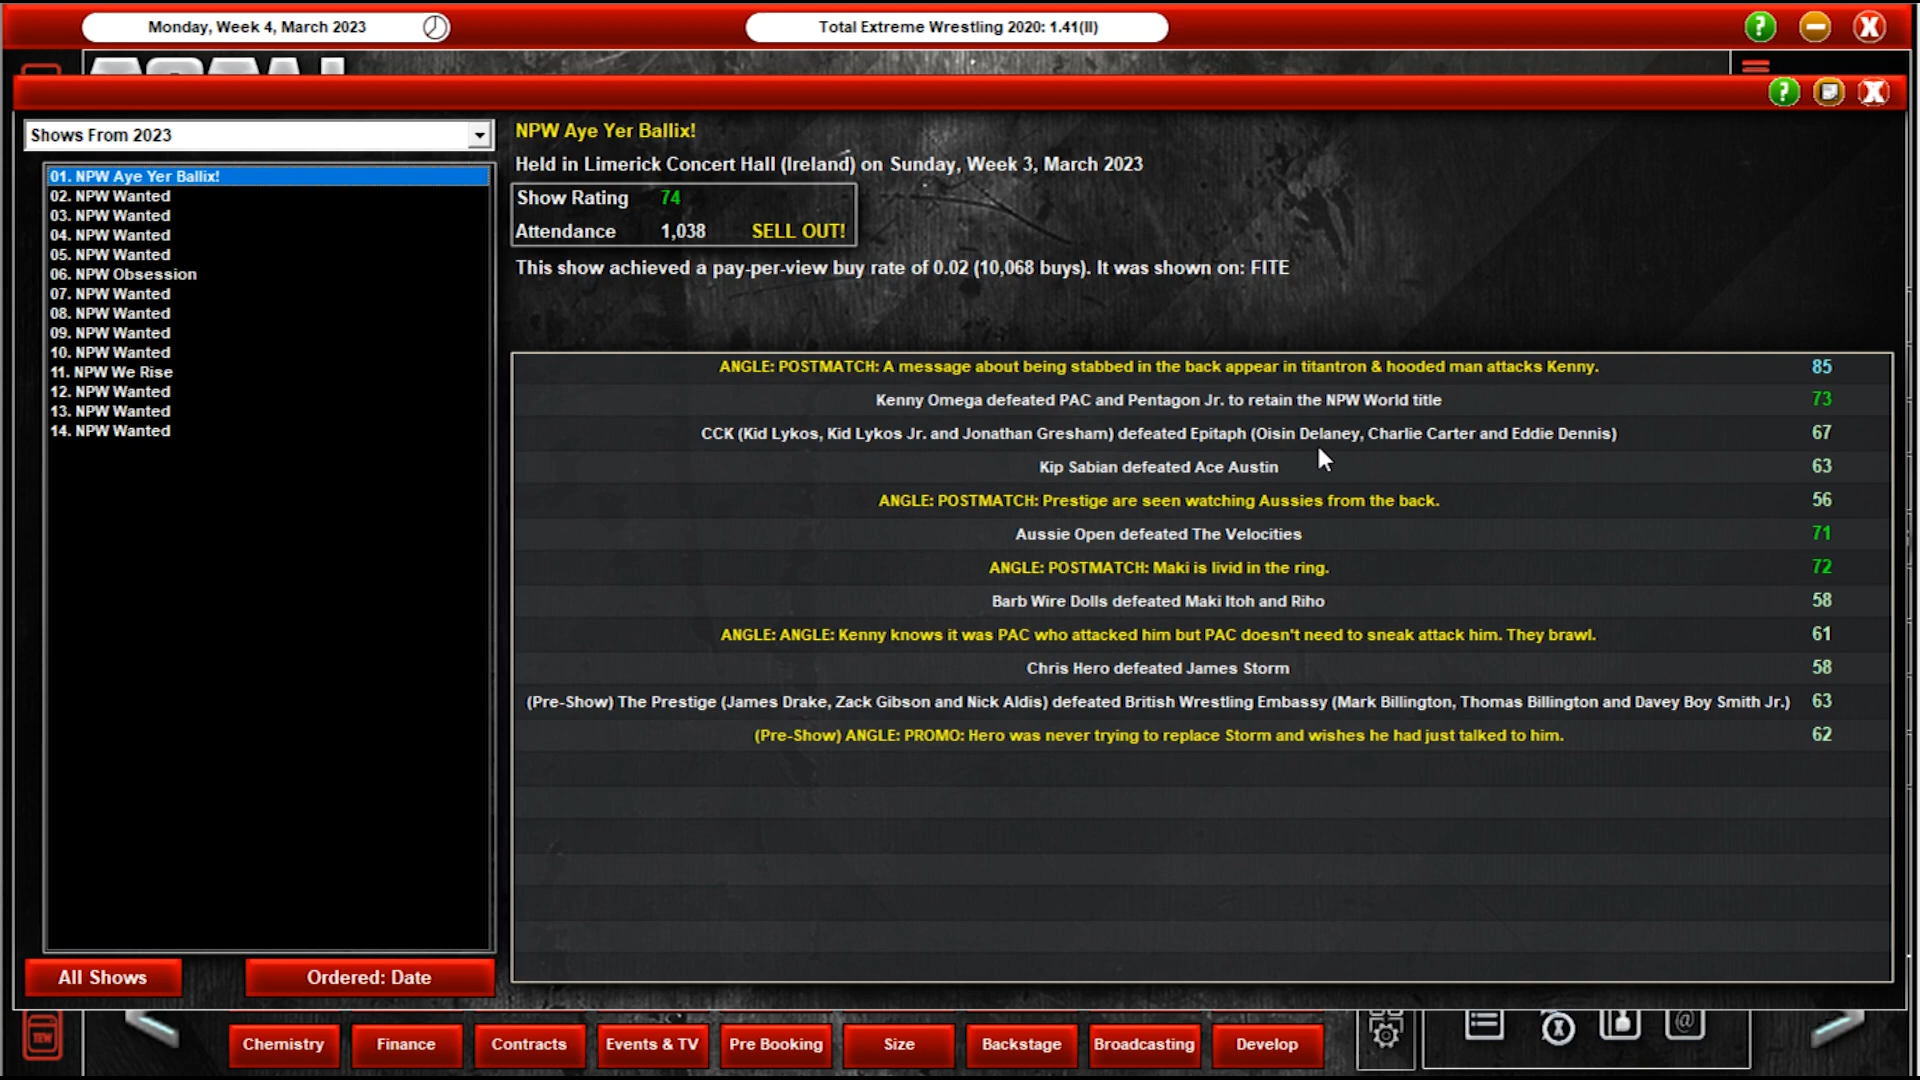 Monday, Week 4, March 2023
Total Extreme Wrestling 2020: 1.41(II)
Shows From 2023
01. NPW Aye Yer Ballix!
02. NPW Wanted
03. NPW Wanted
04. NPW Wanted
05. NPW Wanted
06. NPW Obsession
07. NPW Wanted
08. NPW Wanted
09. NPW Wanted
10. NPW Wanted
11. NPW We Rise
12. NPW Wanted
13. NPW Wanted
14. NPW Wanted
All Shows
Ordered: Date
NPW Aye Yer Ballix!
Held in Limerick Concert Hall (Ireland) on Sunday, Week 3, March 2023
Show Rating 74
Attendance 1,038 SELL OUT!
This show achieved a pay-per-view buy rate of 0.02 (10,068 buys). It was shown on: FITE
ANGLE: POSTMATCH: A message about being stabbed in the back appear in titantron & hooded man attacks Kenny. 85
Kenny Omega defeated PAC and Pentagon Jr. to retain the NPW World title 73
CCK (Kid Lykos, Kid Lykos Jr. and Jonathan Gresham) defeated Epitaph (Oisin Delaney, Charlie Carter and Eddie Dennis) 67
Kip Sabian defeated Ace Austin 63
ANGLE: POSTMATCH: Prestige are seen watching Aussies from the back. 56
Aussie Open defeated The Velocities 71
ANGLE: POSTMATCH: Maki is livid in the ring. 72
Barb Wire Dolls defeated Maki Itoh and Riho 58
ANGLE: ANGLE: Kenny knows it was PAC who attacked him but PAC doesn't need to sneak attack him. They brawl. 61
Chris Hero defeated James Storm 58
(Pre-Show) The Prestige (James Drake, Zack Gibson and Nick Aldis) defeated British Wrestling Embassy (Mark Billington, Thomas Billington and Davey Boy Smith Jr.) 63
(Pre-Show) ANGLE: PROMO: Hero was never trying to replace Storm and wishes he had just talked to him. 62
TEW
Chemistry
Finance
Contracts
Events & TV
Pre Booking
Size
Backstage
Broadcasting
Develop